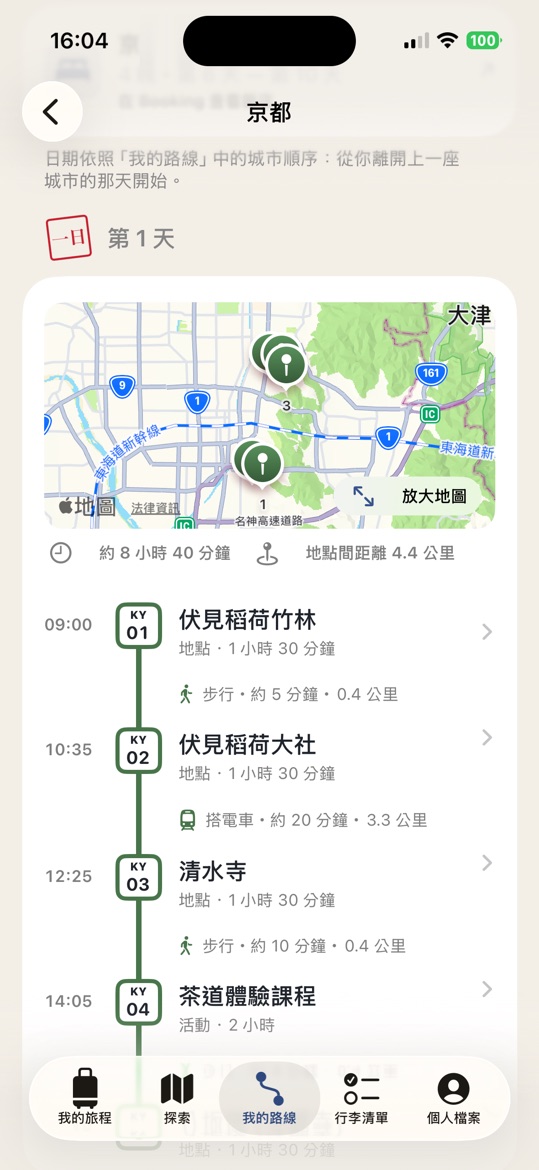 16:04
100
京都
日期依照「我的路線」中的城市順序：從你離開上一座
城市的那天開始。
一日
第 1 天
大津
9
1
161
3
IC
1
東海道新幹線
東海道新
地圖
法律資訊
1
IC
名神高速道路
放大地圖
約 8 小時 40 分鐘
地點間距離 4.4 公里
09:00
KY
01
伏見稻荷竹林
地點 · 1 小時 30 分鐘
步行 • 約 5 分鐘 • 0.4 公里
10:35
KY
02
伏見稻荷大社
地點 · 1 小時 30 分鐘
搭電車 • 約 20 分鐘 • 3.3 公里
12:25
KY
03
清水寺
地點 · 1 小時 30 分鐘
步行 • 約 10 分鐘 • 0.4 公里
14:05
KY
04
茶道體驗課程
活動 · 2 小時
我的旅程
探索
我的路線
行李清單
個人檔案
地點 · 1 小時 30 分鐘